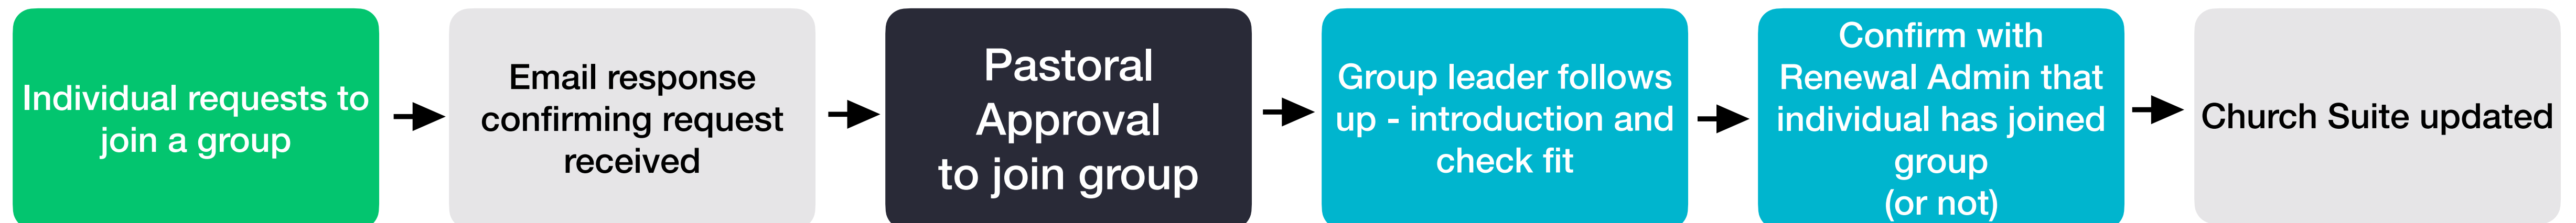 Individual requests to
join a group
Email response
confirming request
received
Pastoral
Approval
to join group
Group leader follows
up - introduction and
check fit
Confirm with
Renewal Admin that
individual has joined
group
(or not)
Church Suite updated